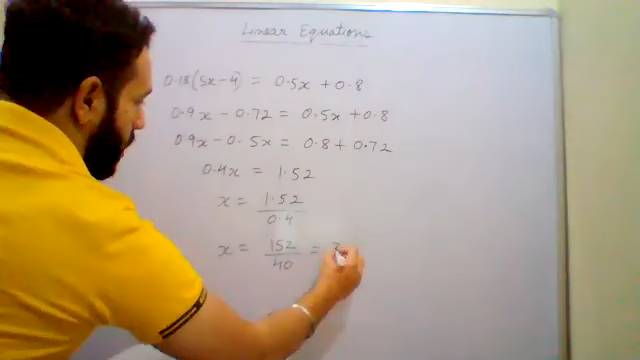 Linear Equations
0.18(5x-4) = 0.5x + 0.8
0.9x - 0.72 = 0.5x + 0.8
0.9x - 0.5x = 0.8 + 0.72
0.4x = 1.52
x = 1.52/0.4
x = 152/40 =